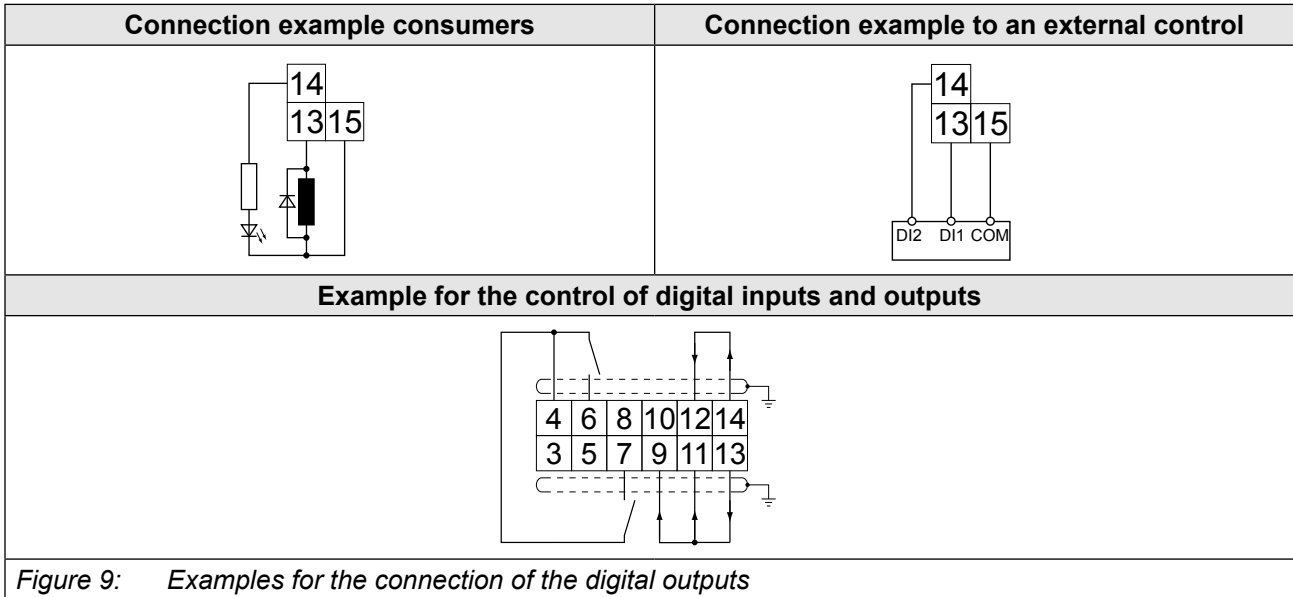 Connection example consumers
Connection example to an external control
14
13 15
14
13 15
DI2 DI1 COM
Example for the control of digital inputs and outputs
4 6 8 10 12 14
3 5 7 9 11 13
Figure 9: Examples for the connection of the digital outputs